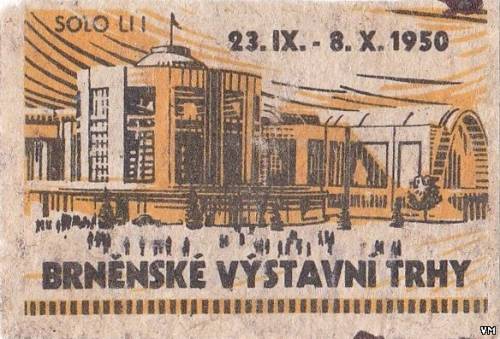 SOLO LII
23. IX. - 8. X. 1950
BRNĚNSKÉ VÝSTAVNÍ TRHY
VM